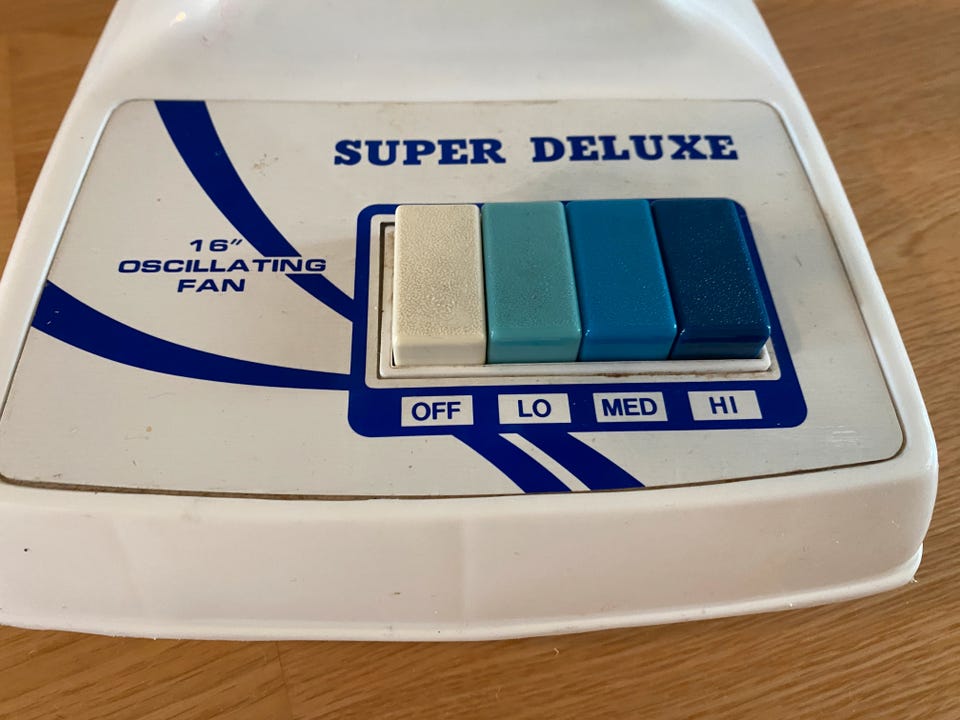 SUPER DELUXE
16"
OSCILLATING
FAN
OFF LO MED HI